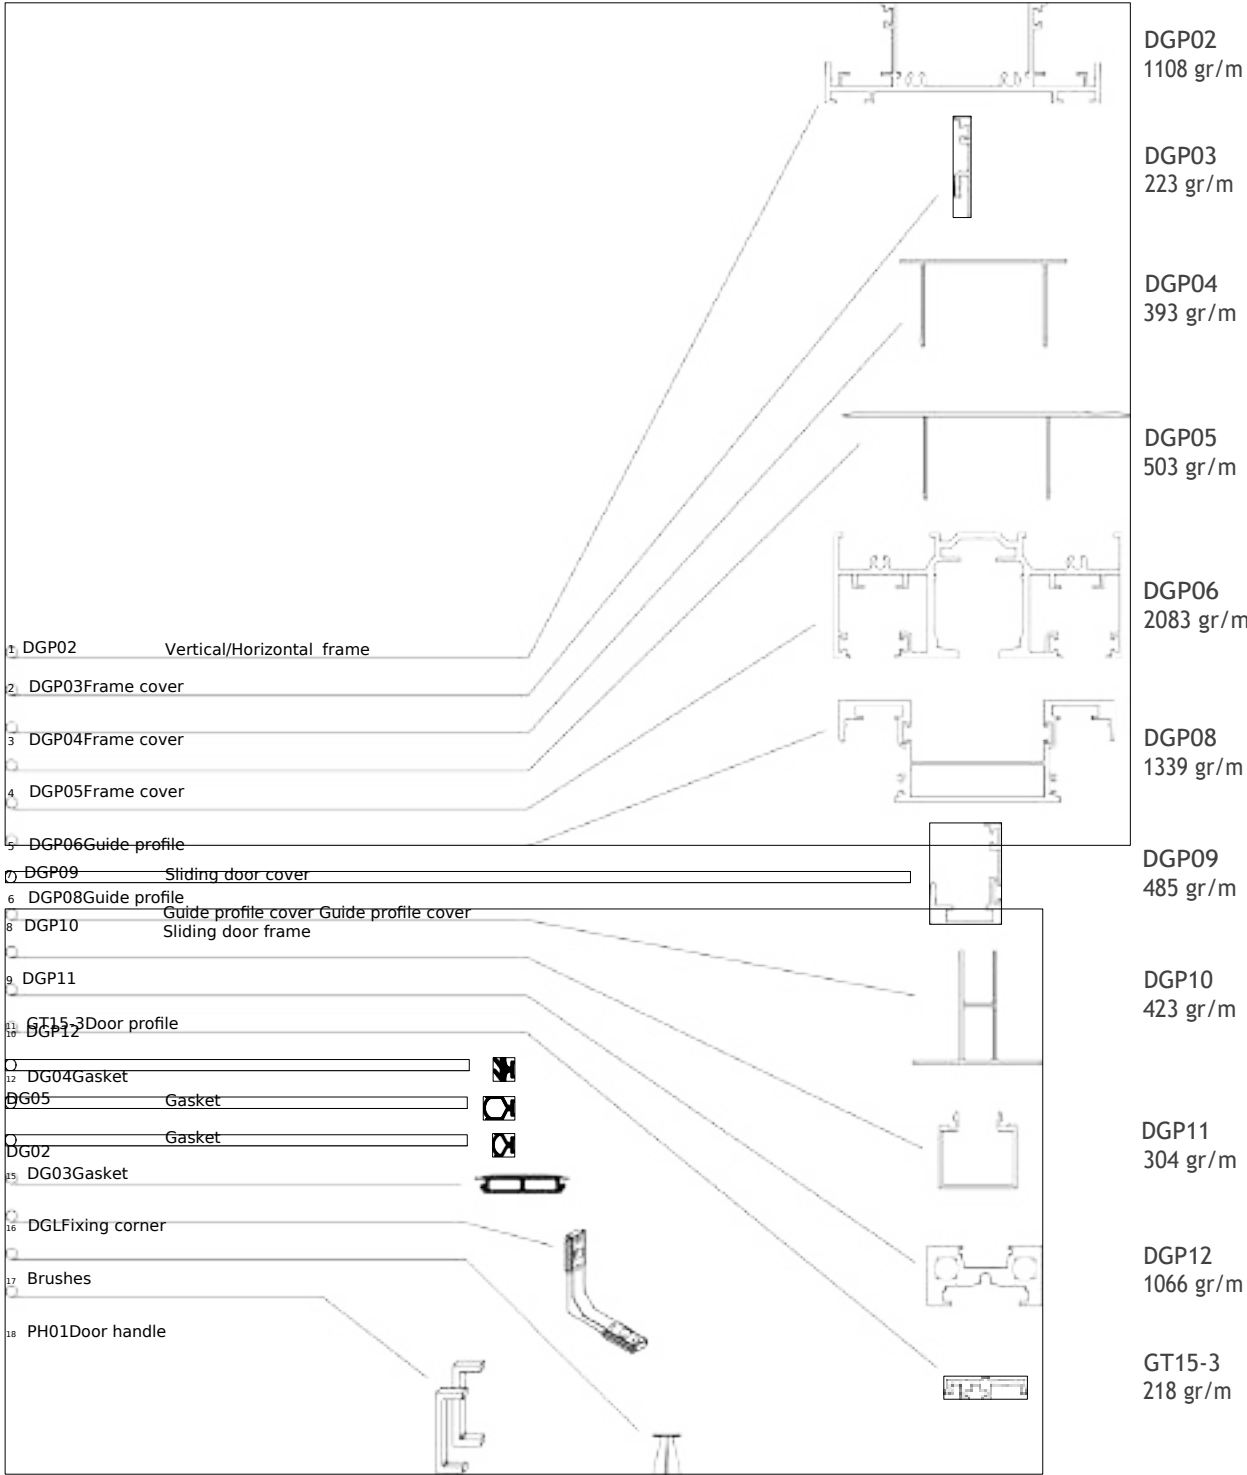 DGP02
1108 gr/m
DGP03
223 gr/m
DGP04
393 gr/m
DGP05
503 gr/m
DGP06
2083 gr/m
1 DGP02 Vertical/Horizontal frame
2 DGP03Frame cover
3 DGP04Frame cover
DGP08
1339 gr/m
4 DGP05Frame cover
5 DGP06Guide profile
7 DGP09 Sliding door cover
DGP09
485 gr/m
6 DGP08Guide profile
Guide profile cover Guide profile cover
8 DGP10 Sliding door frame
9 DGP11
DGP10
423 gr/m
11 GT15-3Door profile
10 DGP12
12 DG04Gasket
DG05 Gasket
Gasket
DG02
DGP11
304 gr/m
15 DG03Gasket
16 DGLFixing corner
DGP12
1066 gr/m
17 Brushes
18 PH01Door handle
GT15-3
218 gr/m